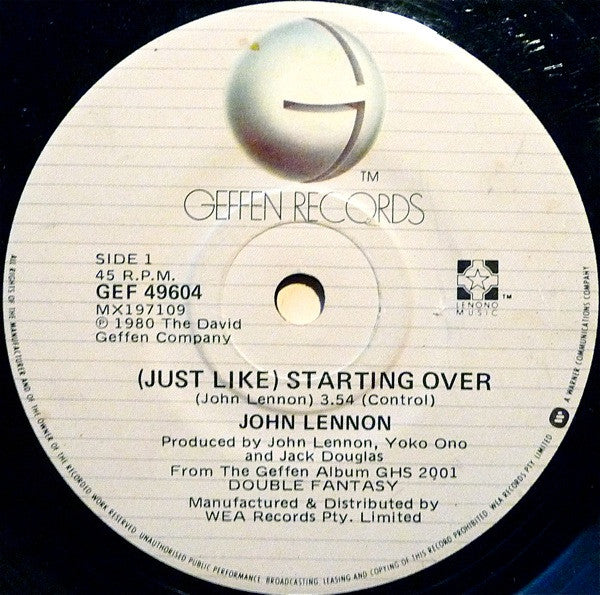 TM
GEFFEN RECORDS
SIDE 1
45 R.P.M.
GEF 49604
MX197109
℗ 1980 The David
Geffen Company
LENONO
MUSIC
TM
(JUST LIKE) STARTING OVER
(John Lennon) 3.54 (Control)
JOHN LENNON
Produced by John Lennon, Yoko Ono
and Jack Douglas
From The Geffen Album GHS 2001
DOUBLE FANTASY
Manufactured & Distributed by
WEA Records Pty. Limited
ALL RIGHTS OF THE MANUFACTURER AND OF THE OWNER OF THE RECORDED WORK RESERVED. UNAUTHORISED PUBLIC PERFORMANCE, BROADCASTING, LEASING AND COPYING OF THIS RECORD PROHIBITED. WEA RECORDS PTY. LIMITED
A WARNER COMMUNICATIONS COMPANY